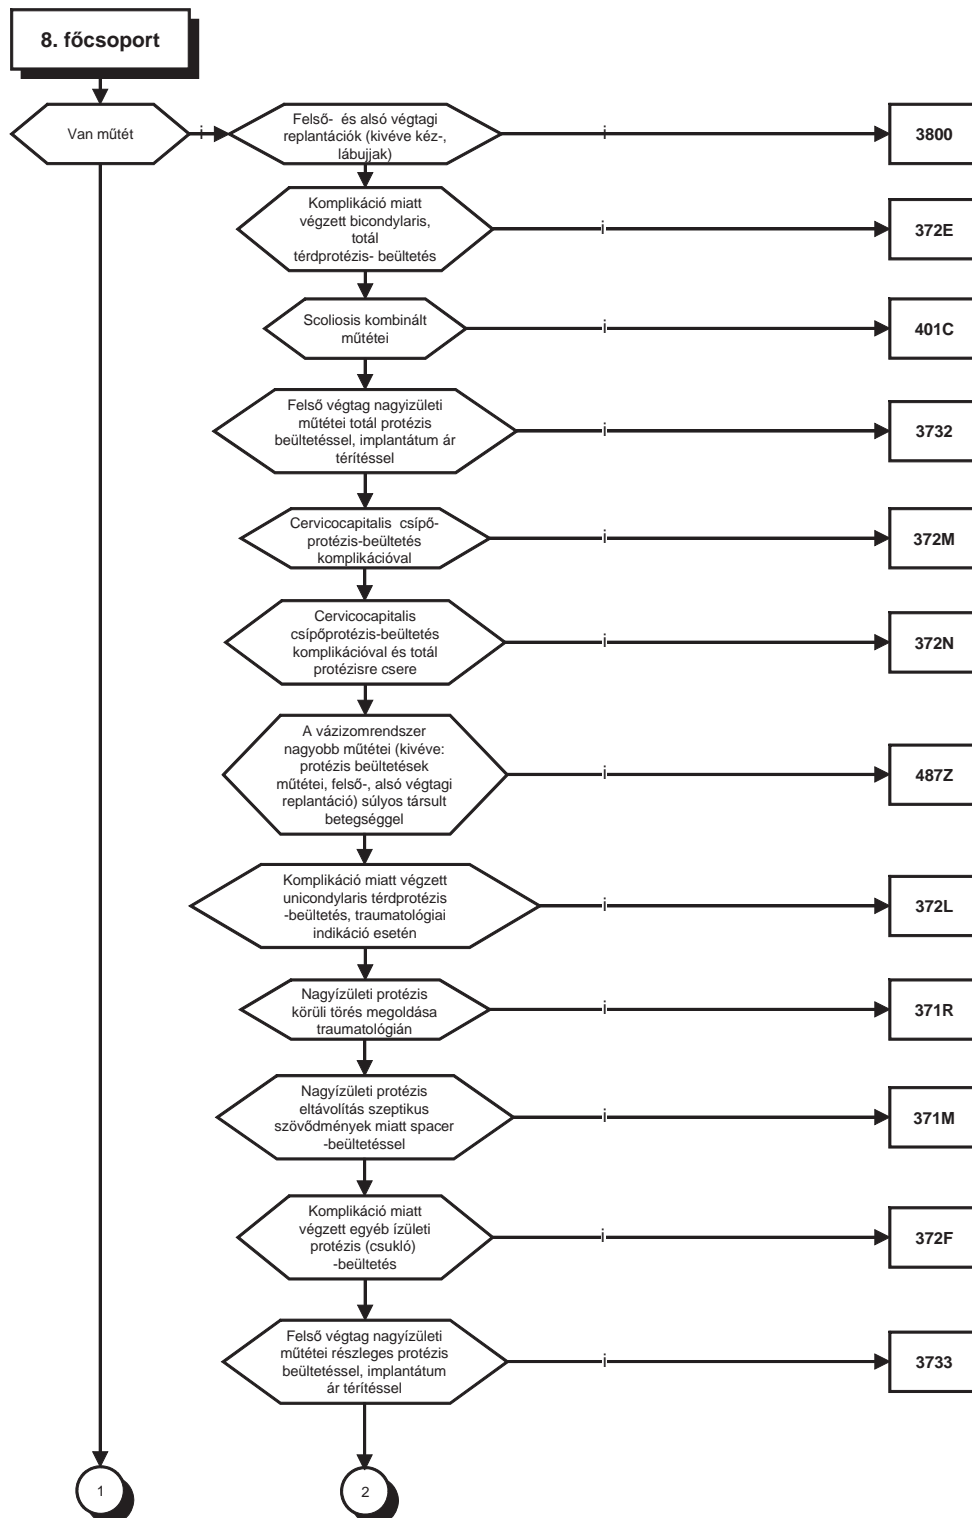 8. főcsoport
Van műtét
i
Felső- és alsó végtagi
replantációk (kivéve kéz-,
lábujjak)
i
3800
Komplikáció miatt
végzett bicondylaris,
totál
térdprotézis- beültetés
i
372E
Scoliosis kombinált
műtétei
i
401C
Felső végtag nagyizületi
műtétei totál protézis
beültetéssel, implantátum ár
térítéssel
i
3732
Cervicocapitalis csípő-
protézis-beültetés
komplikációval
i
372M
Cervicocapitalis
csípőprotézis-beültetés
komplikációval és totál
protézisre csere
i
372N
A vázizomrendszer
nagyobb műtétei (kivéve:
protézis beültetések
műtétei, felső-, alsó végtagi
replantáció) súlyos társult
betegséggel
i
487Z
Komplikáció miatt végzett
unicondylaris térdprotézis
-beültetés, traumatológiai
indikáció esetén
i
372L
Nagyízületi protézis
körüli törés megoldása
traumatológián
i
371R
Nagyízületi protézis
eltávolítás szeptikus
szövődmények miatt spacer
-beültetéssel
i
371M
Komplikáció miatt
végzett egyéb ízületi
protézis (csukló)
-beültetés
i
372F
Felső végtag nagyízületi
műtétei részleges protézis
beültetéssel, implantátum
ár térítéssel
i
3733
1
2